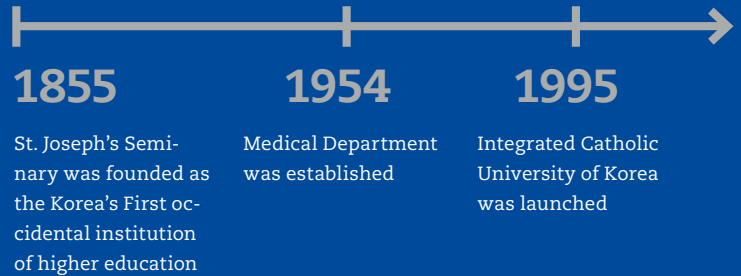 1855
St. Joseph's Semi-
nary was founded as
the Korea's First oc-
cidental institution
of higher education
1954
Medical Department
was established
1995
Integrated Catholic
University of Korea
was launched